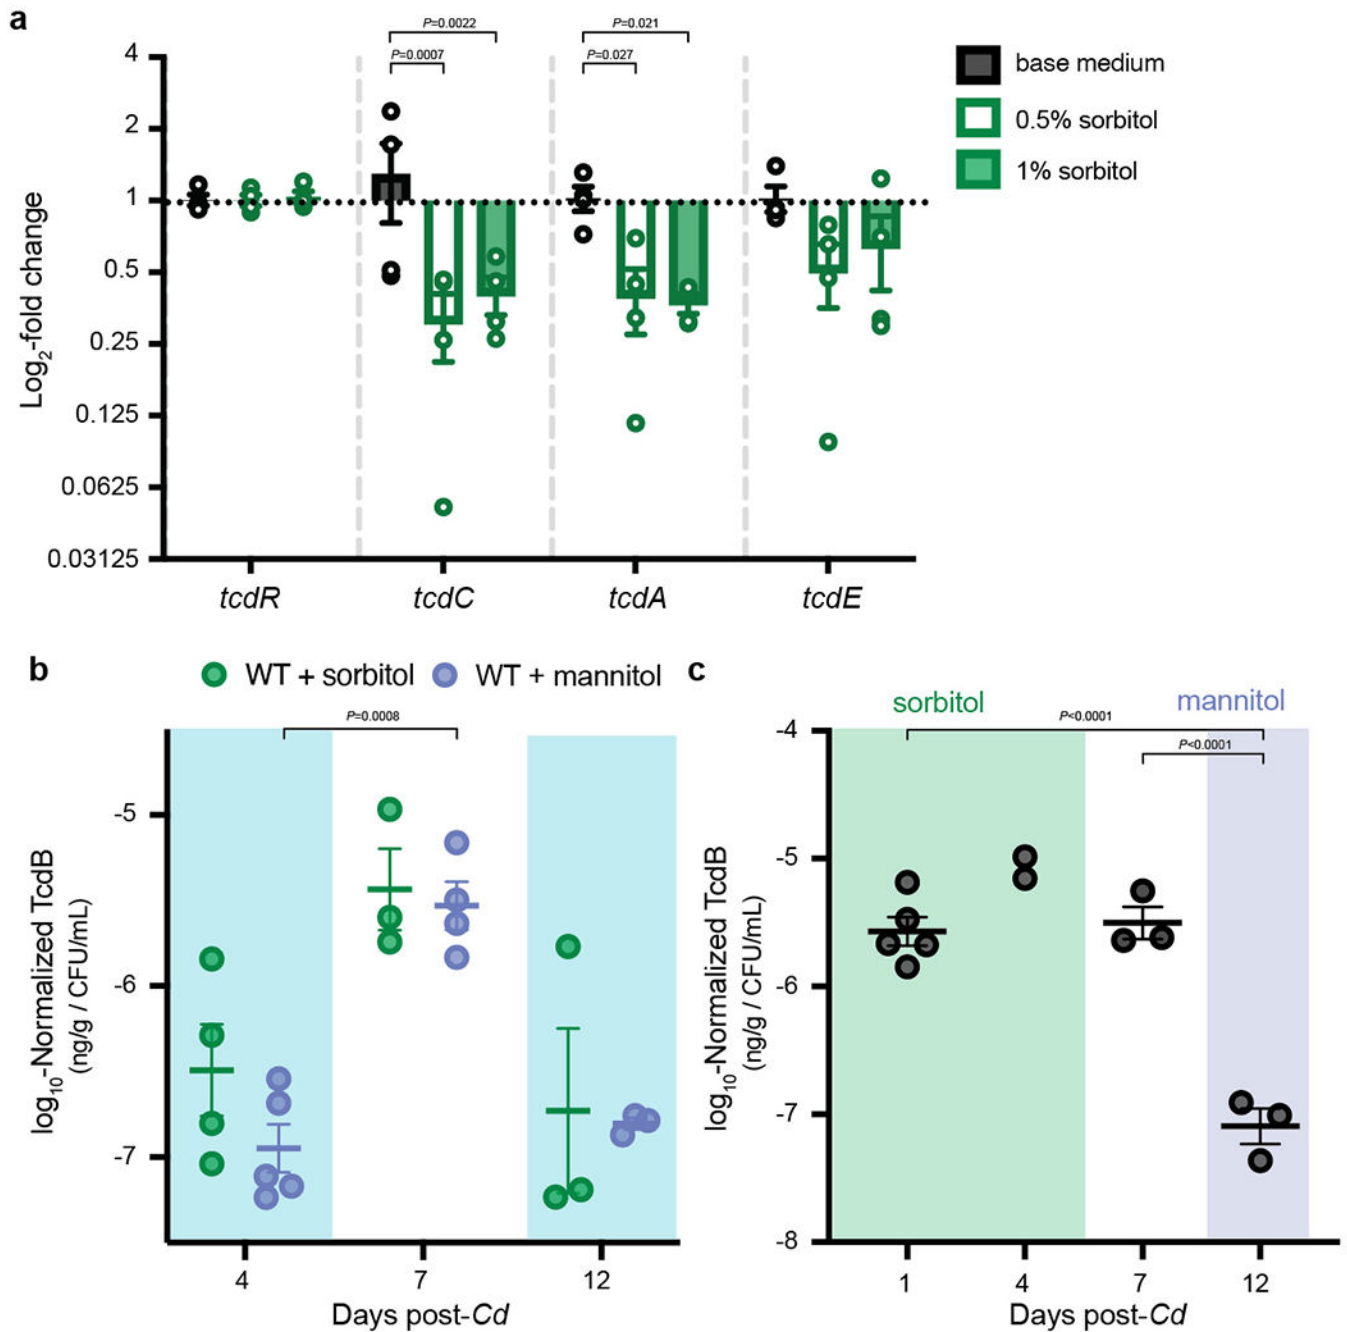 a
P=0.0022
P=0.021
P=0.0007
P=0.027
base medium
0.5% sorbitol
1% sorbitol
Log2-fold change
4
2
1
0.5
0.25
0.125
0.0625
0.03125
tcdR
tcdC
tcdA
tcdE
b
WT + sorbitol
WT + mannitol
P=0.0008
log10-Normalized TcdB
(ng/g / CFU/mL)
-5
-6
-7
4
7
12
Days post-Cd
c
sorbitol
mannitol
P<0.0001
P<0.0001
log10-Normalized TcdB
(ng/g / CFU/mL)
-4
-5
-6
-7
-8
1
4
7
12
Days post-Cd